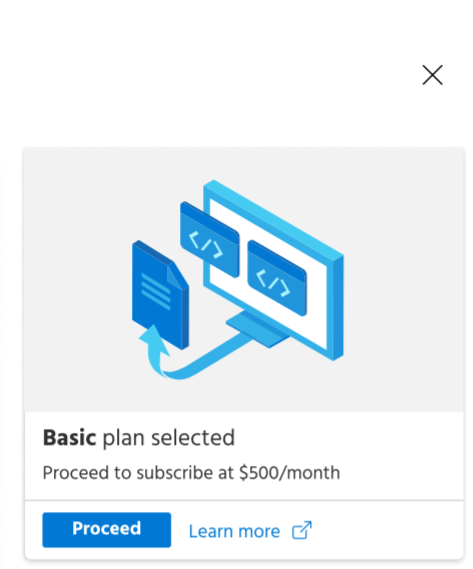 </>
</>
Basic plan selected
Proceed to subscribe at $500/month
Proceed Learn more